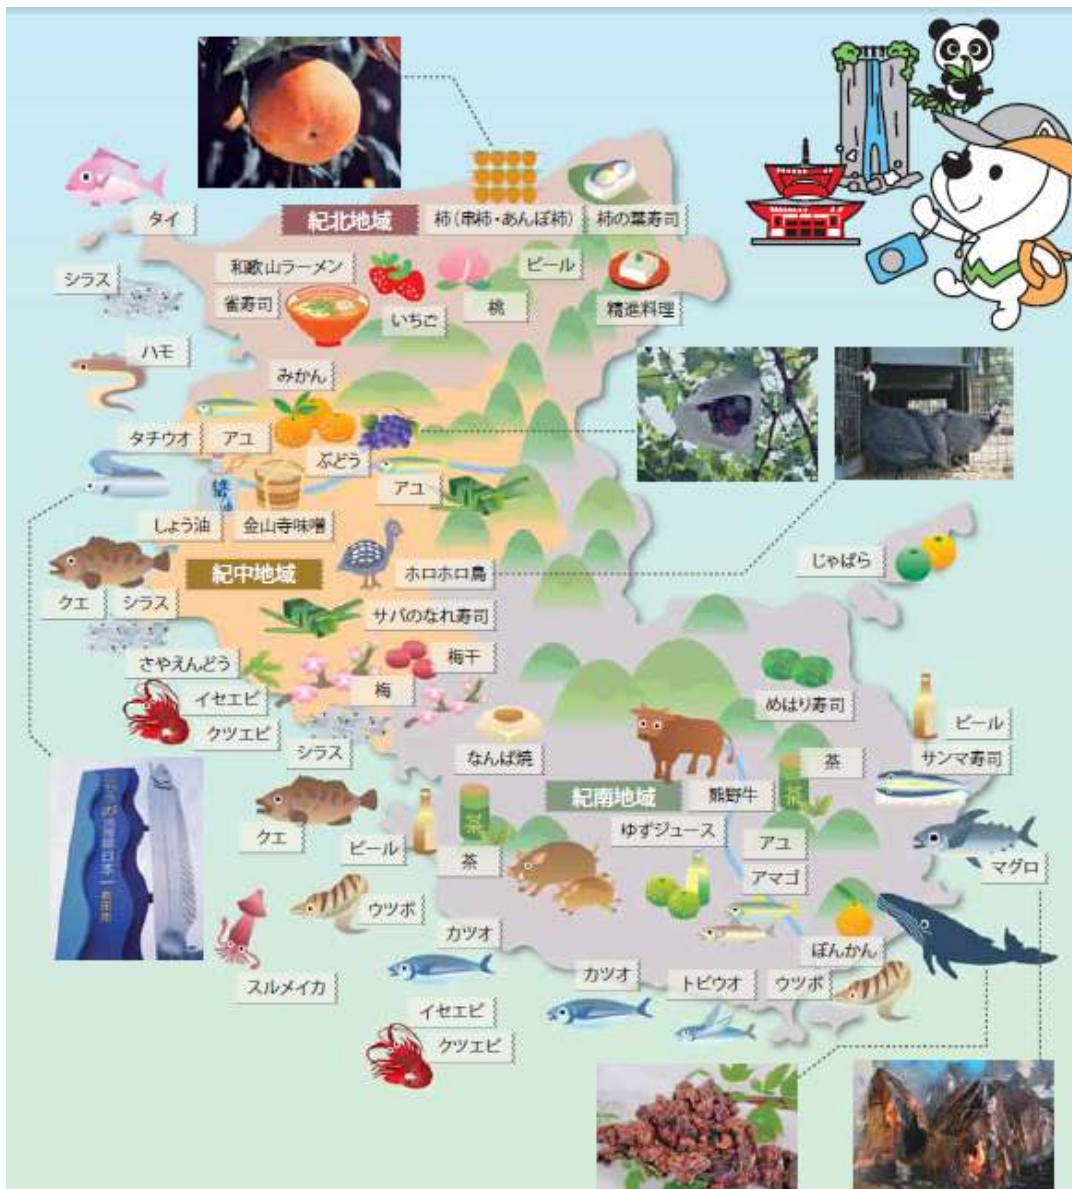 タイ
紀北地域
柿（串柿・あんぽ柿）
柿の葉寿司
シラス
和歌山ラーメン
雀寿司
いちご
桃
ビール
精進料理
ハモ
みかん
タチウオ
アユ
ぶどう
アユ
しょう油
金山寺味噌
紀中地域
ホロホロ鳥
じゃばら
クエ
シラス
サバのなれ寿司
さやえんどう
梅干
イセエビ
梅
クツエビ
めはり寿司
シラス
なんば焼
ビール
茶
サンマ寿司
紀南地域
熊野牛
クエ
ビール
茶
茶
茶
ゆずジュース
アユ
アマゴ
マグロ
ウツボ
カツオ
ぽんかん
スルメイカ
カツオ
トビウオ
ウツボ
イセエビ
クツエビ
日本一